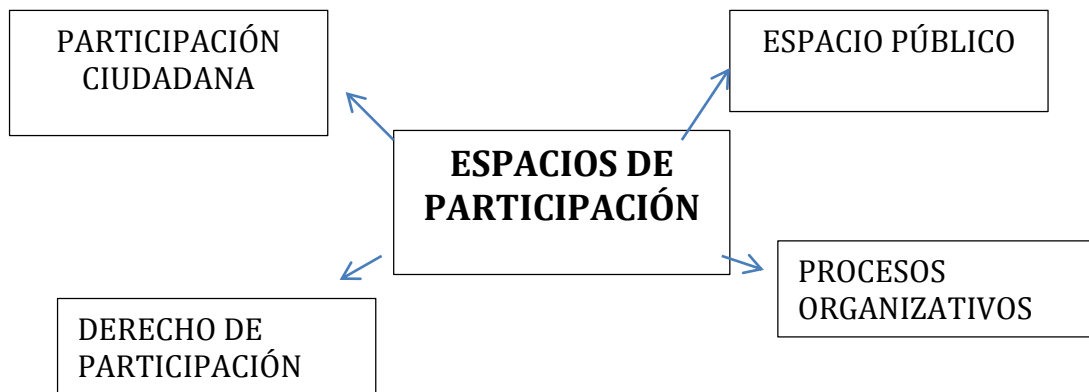 PARTICIPACIÓN
CIUDADANA
ESPACIO PÚBLICO
ESPACIOS DE
PARTICIPACIÓN
PROCESOS
ORGANIZATIVOS
DERECHO DE
PARTICIPACIÓN